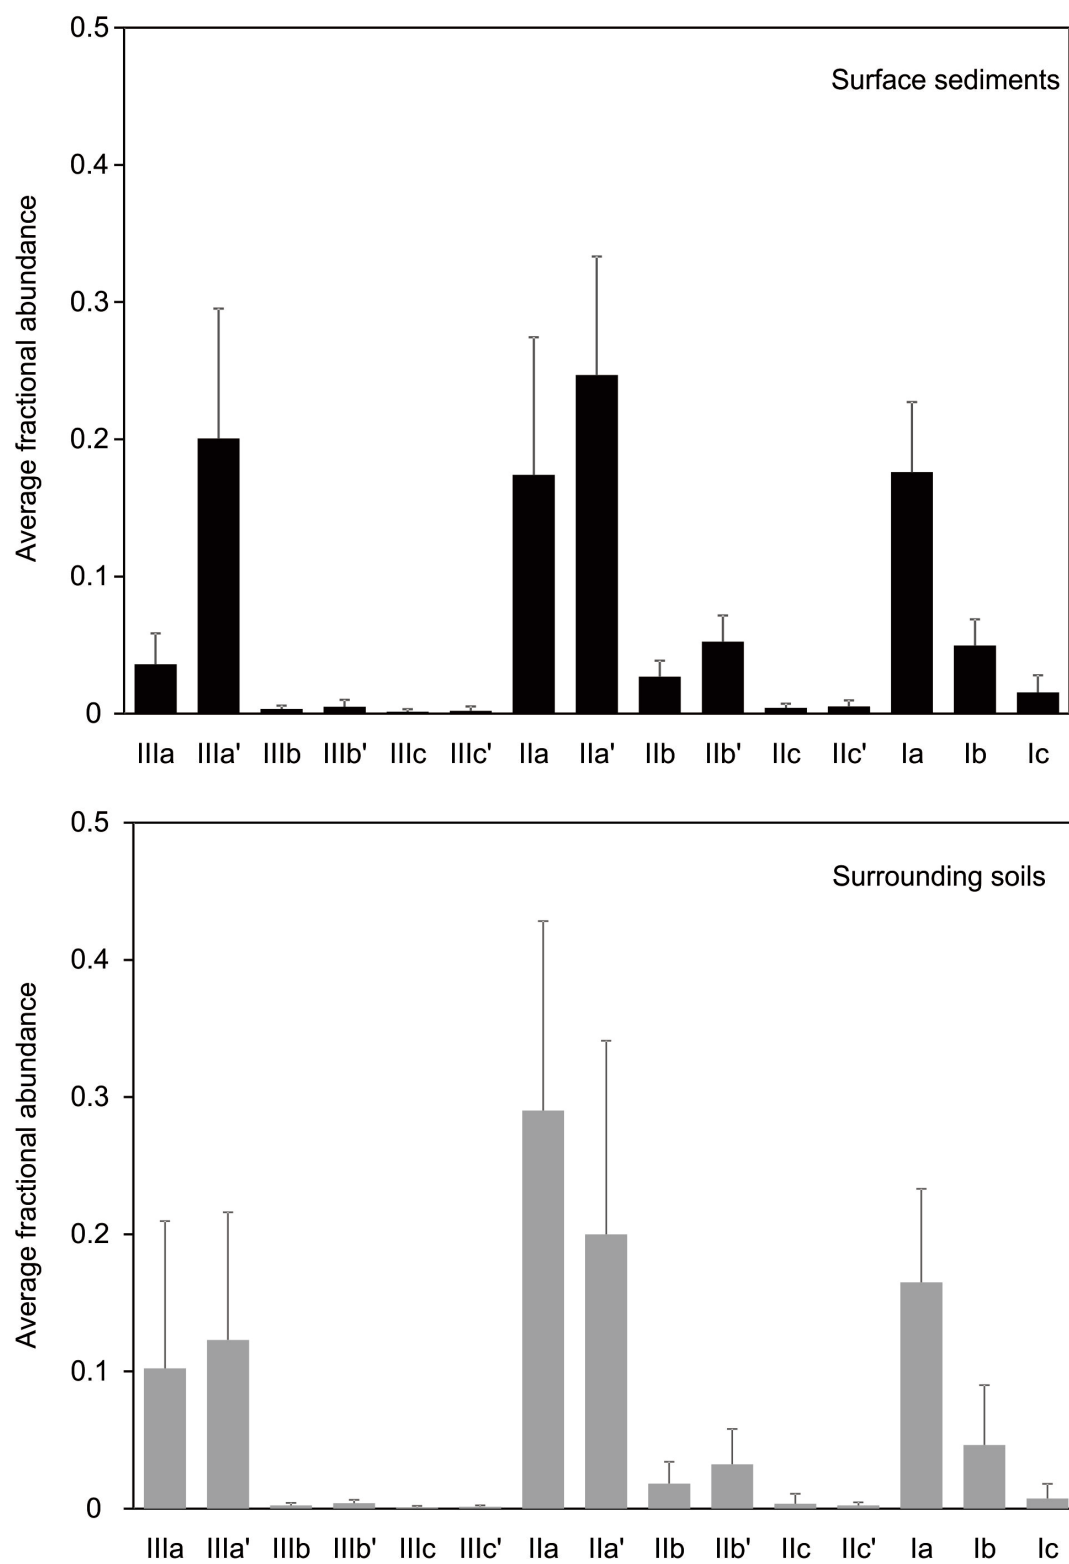 0.5
Surface sediments
0.4
0.3
0.2
0.1
0
Average fractional abundance
IIIa IIIa' IIIb IIIb' IIIc IIIc' IIa IIa' IIb IIb' IIc IIc' Ia Ib Ic
0.5
Surrounding soils
0.4
0.3
0.2
0.1
0
Average fractional abundance
IIIa IIIa' IIIb IIIb' IIIc IIIc' IIa IIa' IIb IIb' IIc IIc' Ia Ib Ic